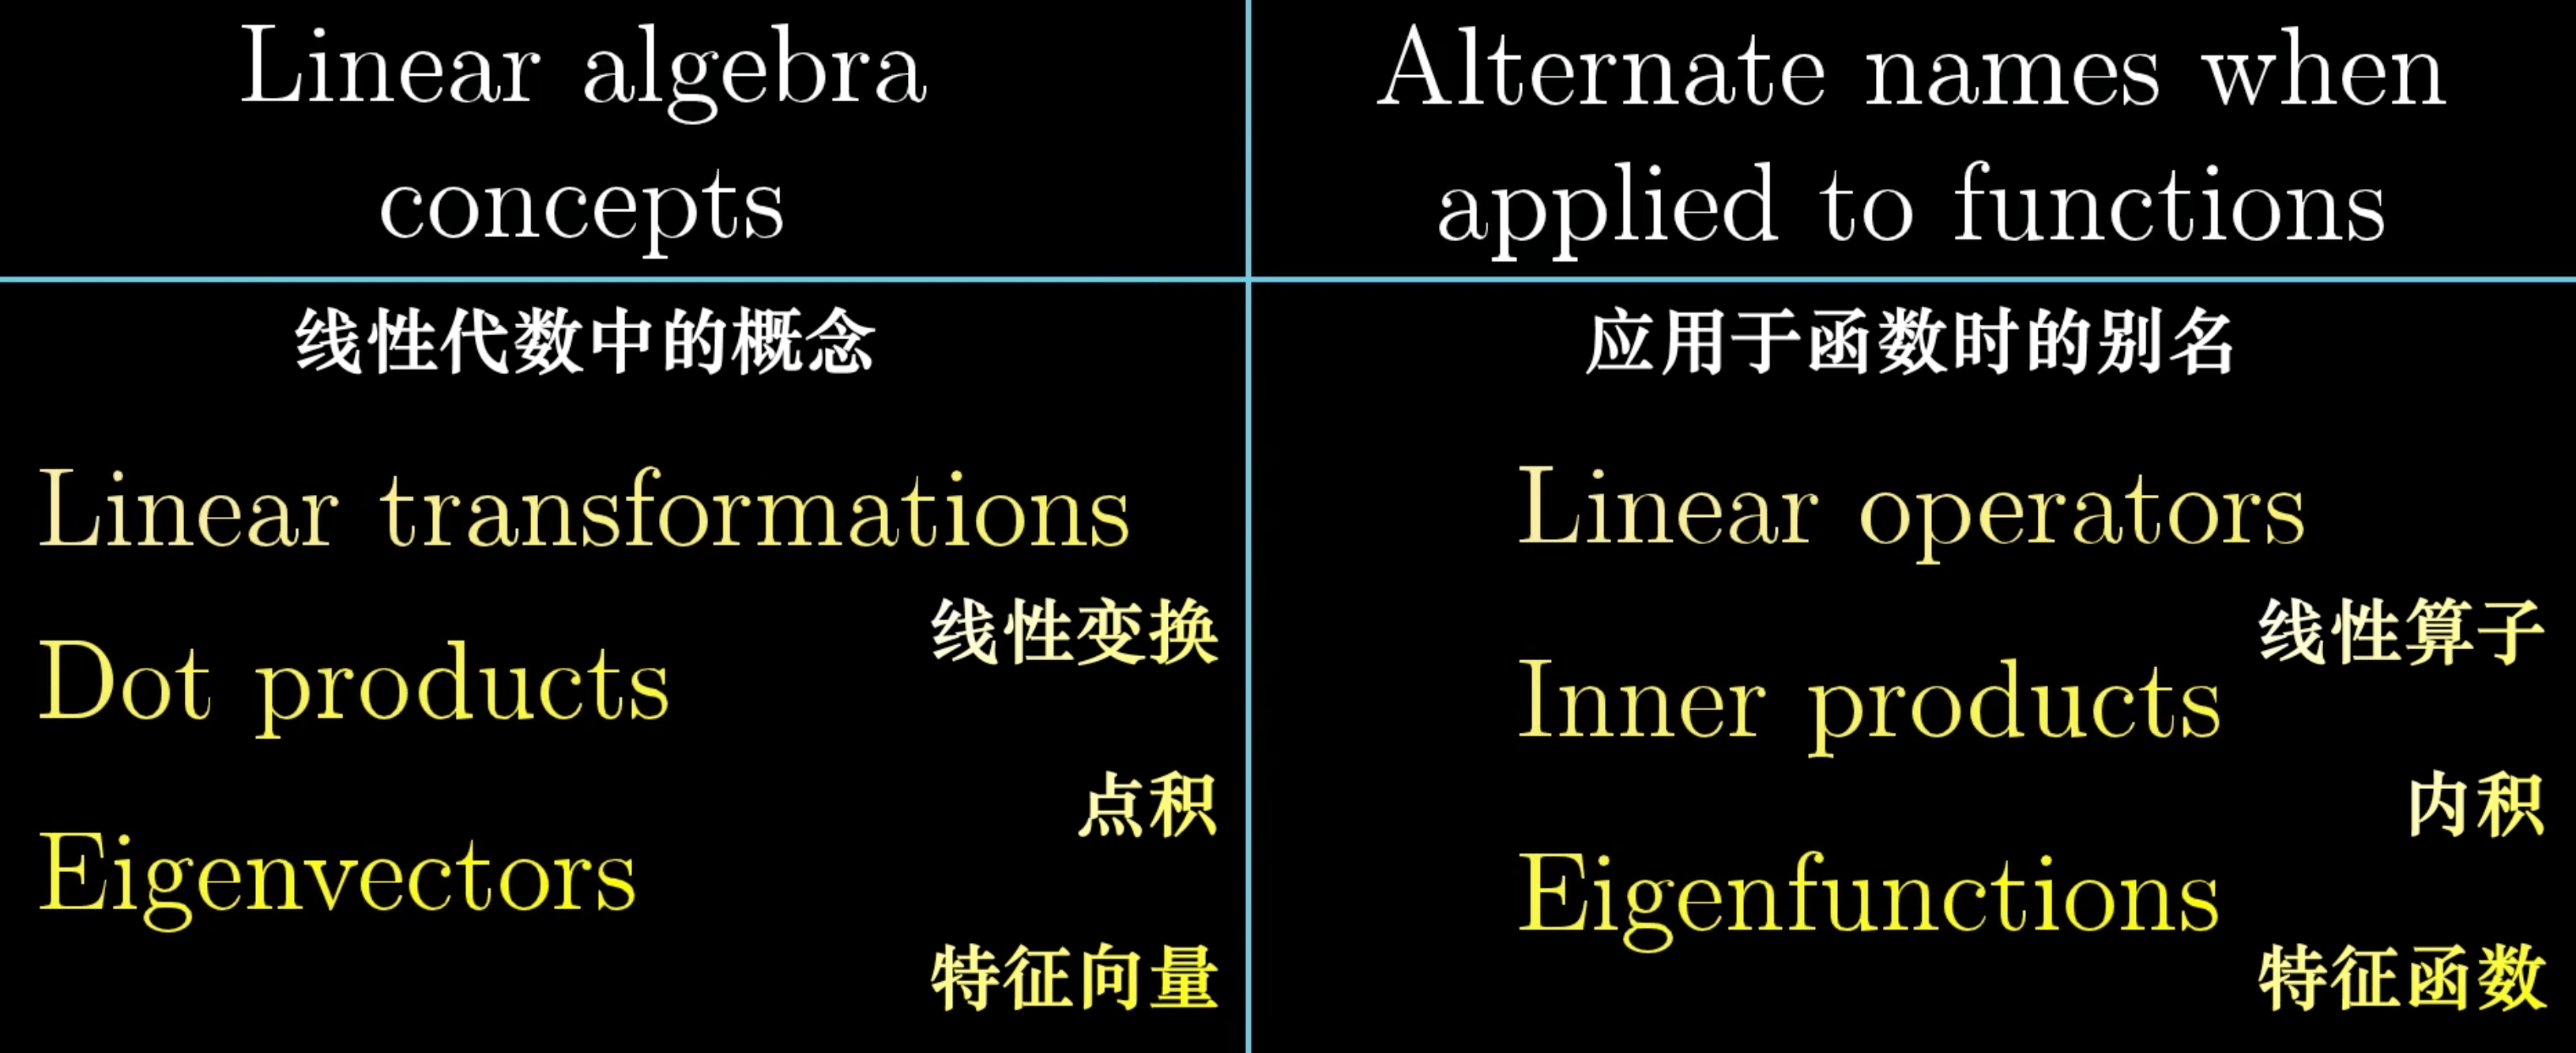 Linear algebra
concepts
线性代数中的概念
Linear transformations
线性变换
Dot products
点积
Eigenvectors
特征向量
Alternate names when
applied to functions
应用于函数时的别名
Linear operators
线性算子
Inner products
内积
Eigenfunctions
特征函数